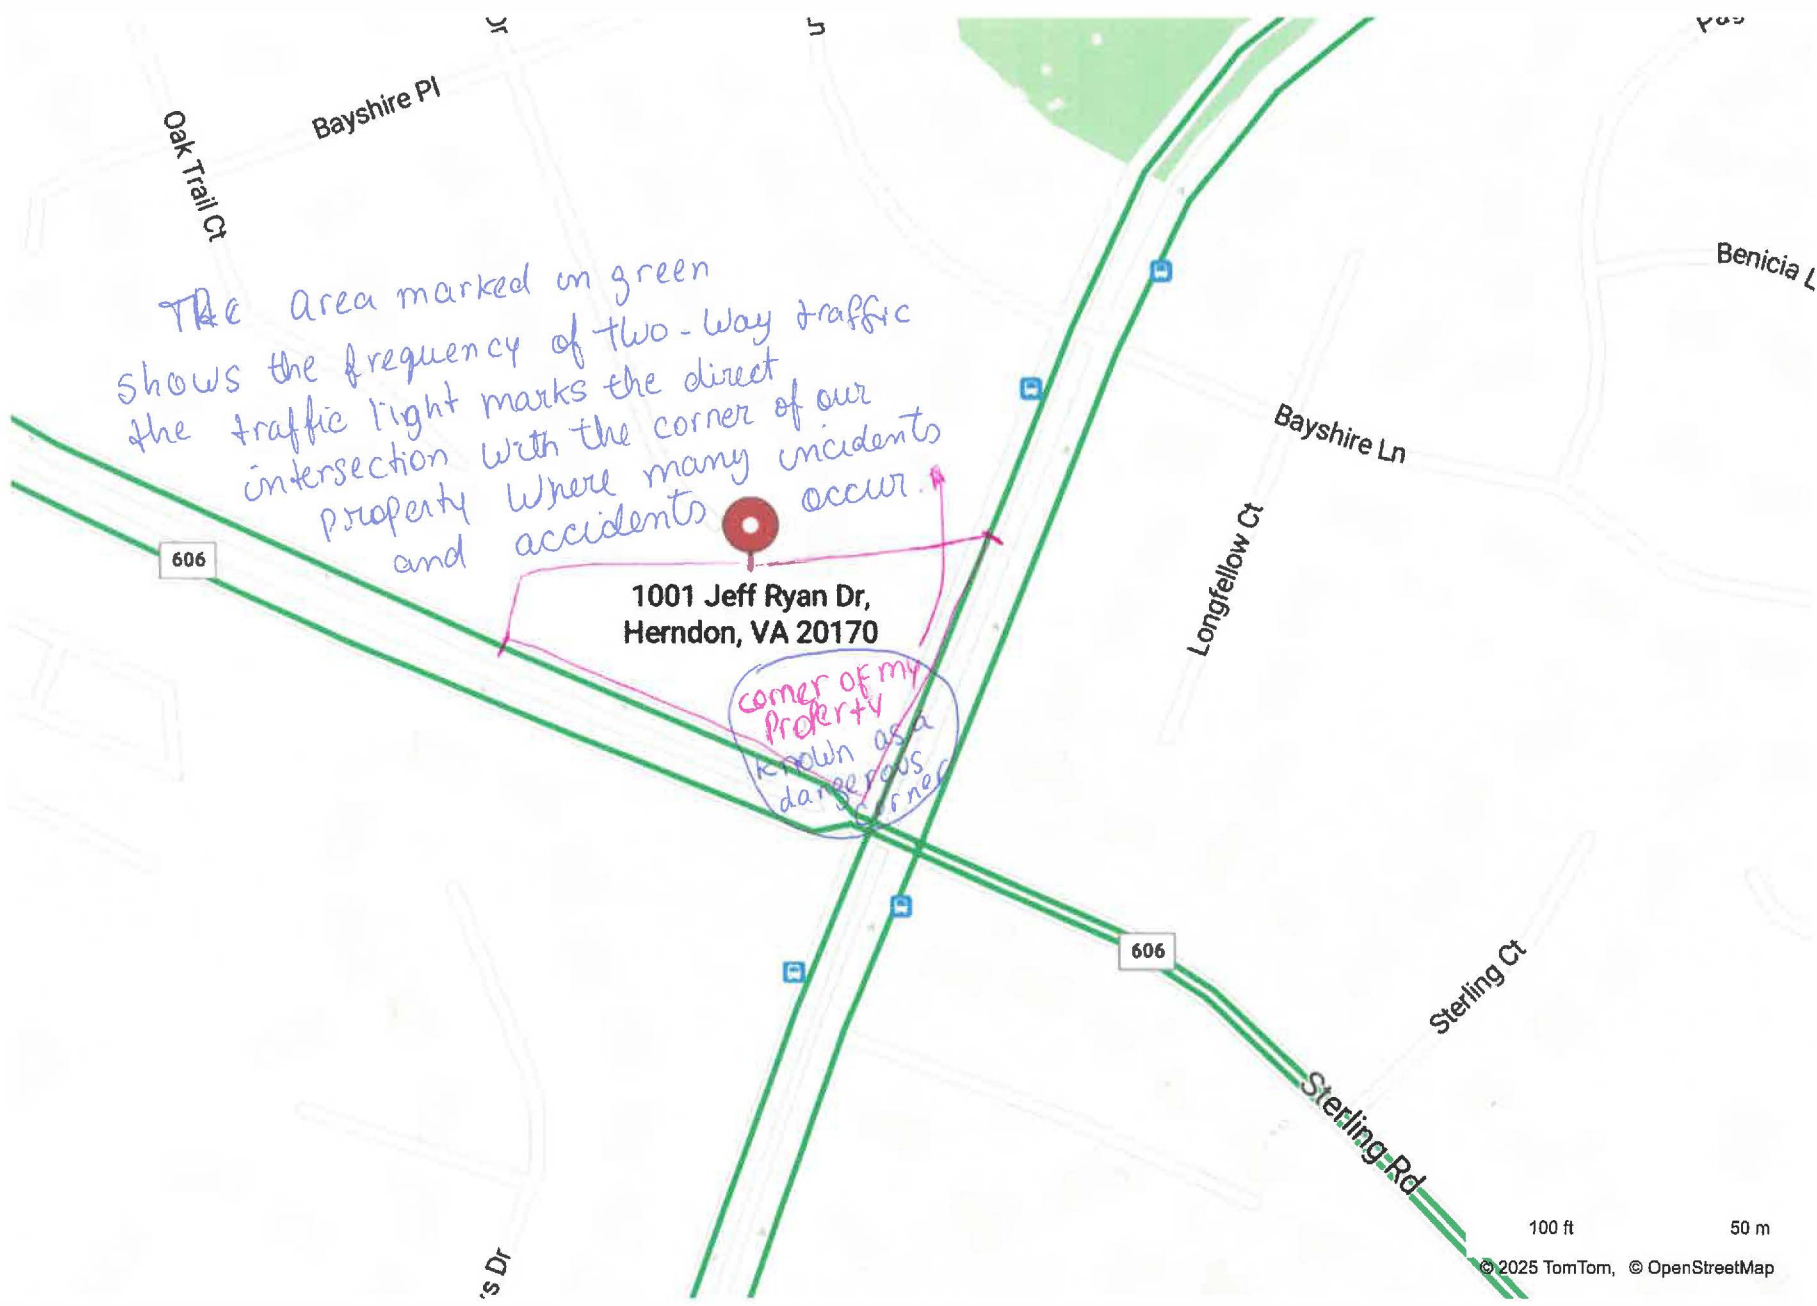 Bayshire Pl
Oak Trail Ct
Benicia L
The area marked on green
shows the frequency of two-way traffic
the traffic light marks the direct
intersection with the corner of our
property where many incidents
and accidents occur.
Bayshire Ln
Longfellow Ct
606
1001 Jeff Ryan Dr,
Herndon, VA 20170
corner of my
Property
known as a
dangerous
corner
606
Sterling Ct
Sterling Rd
s Dr
100 ft 50 m
© 2025 TomTom, © OpenStreetMap